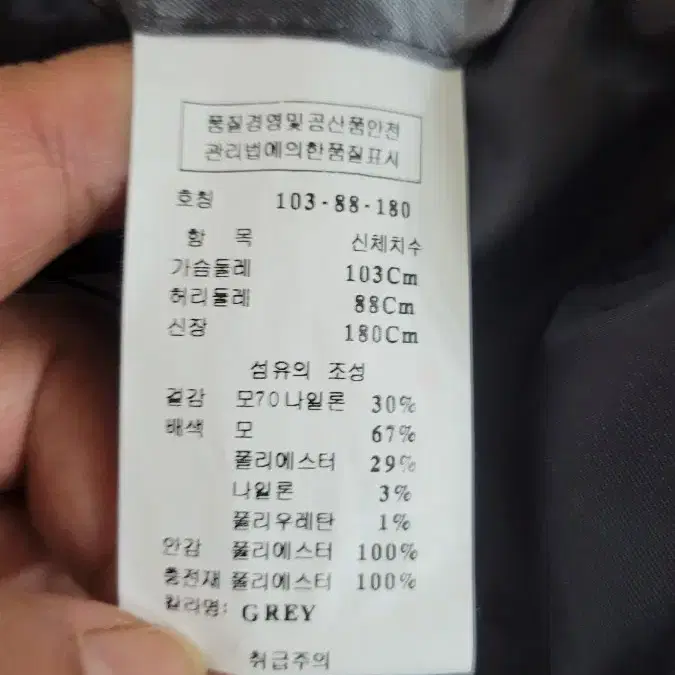 품질경영및공산품안전
관리법에의한품질표시
호칭 103-88-180
항 목 신체치수
가슴둘레 103Cm
허리둘레 88Cm
신장 180Cm
섬유의 조성
겉감 모70나일론 30%
배색 모 67%
폴리에스터 29%
나일론 3%
폴리우레탄 1%
안감 폴리에스터 100%
충전재 폴리에스터 100%
칼라명: GREY
취급주의